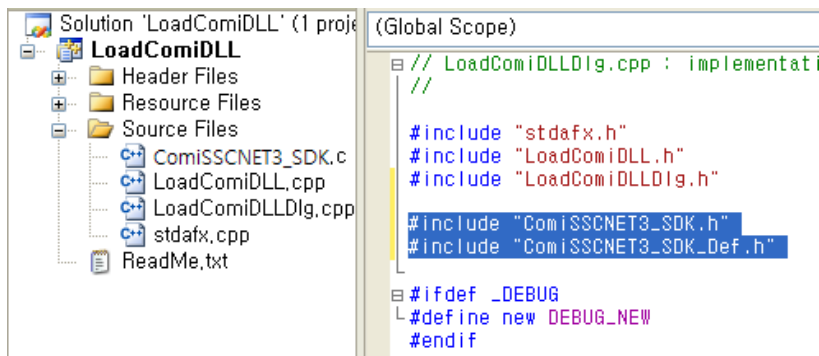 Solution 'LoadComiDLL' (1 proje
LoadComiDLL
Header Files
Resource Files
Source Files
ComiSSCNET3_SDK.c
LoadComiDLL.cpp
LoadComiDLLDlg.cpp
stdafx.cpp
ReadMe.txt
(Global Scope)
// LoadComiDLLDlg.cpp : implementati
//
#include "stdafx.h"
#include "LoadComiDLL.h"
#include "LoadComiDLLDlg.h"
#include "ComiSSCNET3_SDK.h"
#include "ComiSSCNET3_SDK_Def.h"
#ifdef _DEBUG
#define new DEBUG_NEW
#endif